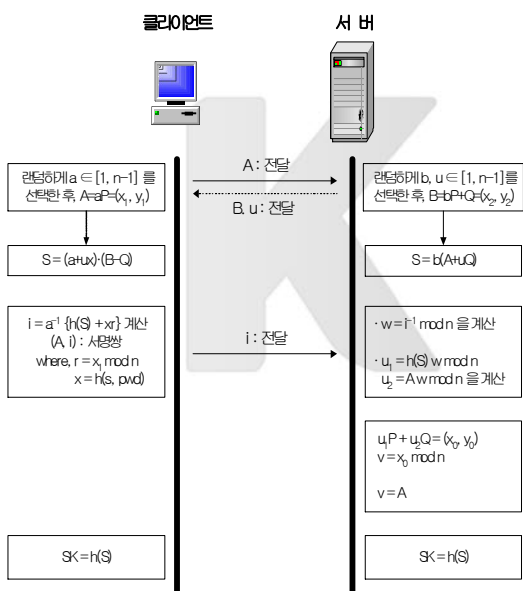 클라이언트
서 버
A : 전달
B, u : 전달
랜덤하게 a ∈ [1, n-1] 를
선택한 후, A=aP=(x₁, y₁)
랜덤하게 b, u ∈ [1, n-1]를
선택한 후, B=bP+Q=(x₂, y₂)
S = (a+ux)·(B-Q)
S = b(A+uQ)
i = a⁻¹ {h(S) + xr} 계산
(A, i) : 서명쌍
where, r = x₁ mod n
x = h(s, pwd)
i : 전달
· w = i⁻¹ mod n 을 계산
· u₁ = h(S) w mod n
u₂ = A w mod n 을 계산
u₁P + u₂Q = (x₀, y₀)
v = x₀ mod n
v = A
SK = h(S)
SK = h(S)